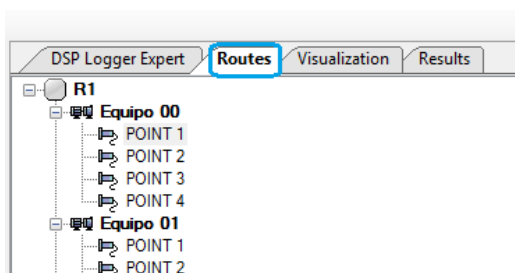 DSP Logger Expert Routes Visualization Results
R1
Equipo 00
POINT 1
POINT 2
POINT 3
POINT 4
Equipo 01
POINT 1
POINT 2